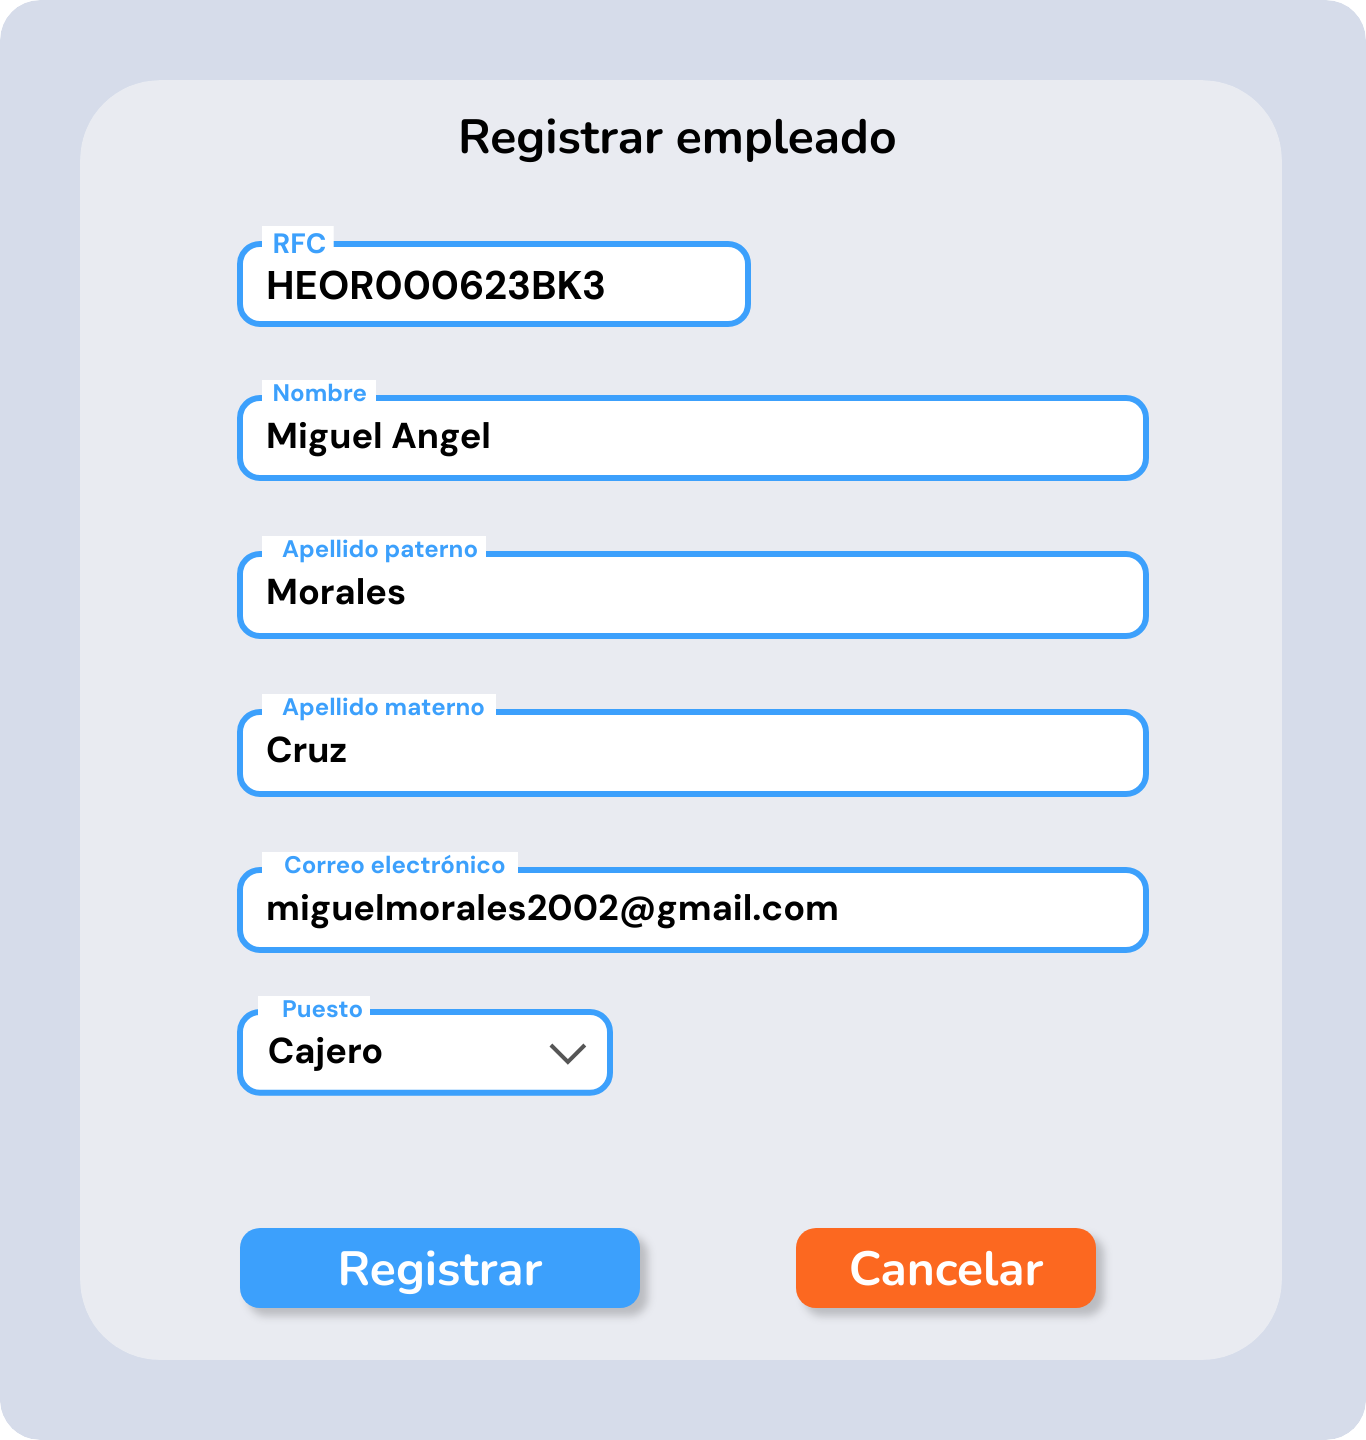 Registrar empleado
RFC
HEOR000623BK3
Nombre
Miguel Angel
Apellido paterno
Morales
Apellido materno
Cruz
Correo electrónico
miguelmorales2002@gmail.com
Puesto
Cajero
Registrar
Cancelar